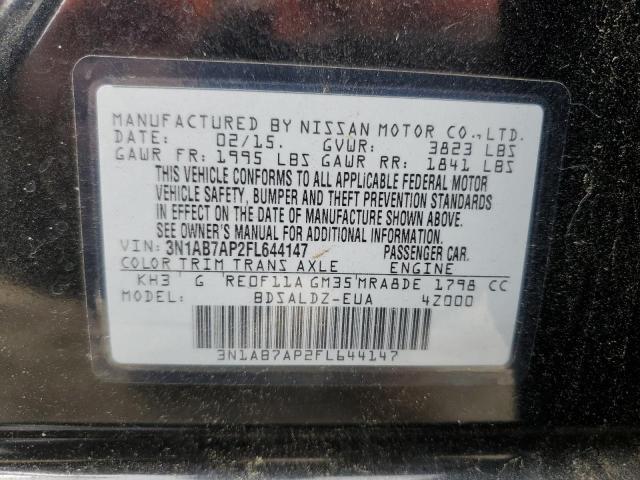 MANUFACTURED BY NISSAN MOTOR CO.,LTD.
DATE: 02/15. GVWR: 3823 LBS
GAWR FR: 1995 LBS GAWR RR: 1841 LBS
THIS VEHICLE CONFORMS TO ALL APPLICABLE FEDERAL MOTOR
VEHICLE SAFETY, BUMPER AND THEFT PREVENTION STANDARDS
IN EFFECT ON THE DATE OF MANUFACTURE SHOWN ABOVE.
SEE OWNER'S MANUAL FOR ADDITIONAL INFORMATION.
VIN: 3N1AB7AP2FL644147 PASSENGER CAR.
COLOR TRIM TRANS AXLE ENGINE
KH3 G RE0F11A GM35 MRA8DE 1798 CC
MODEL: BDSALDZ-EUA 4Z000
3N1AB7AP2FL644147